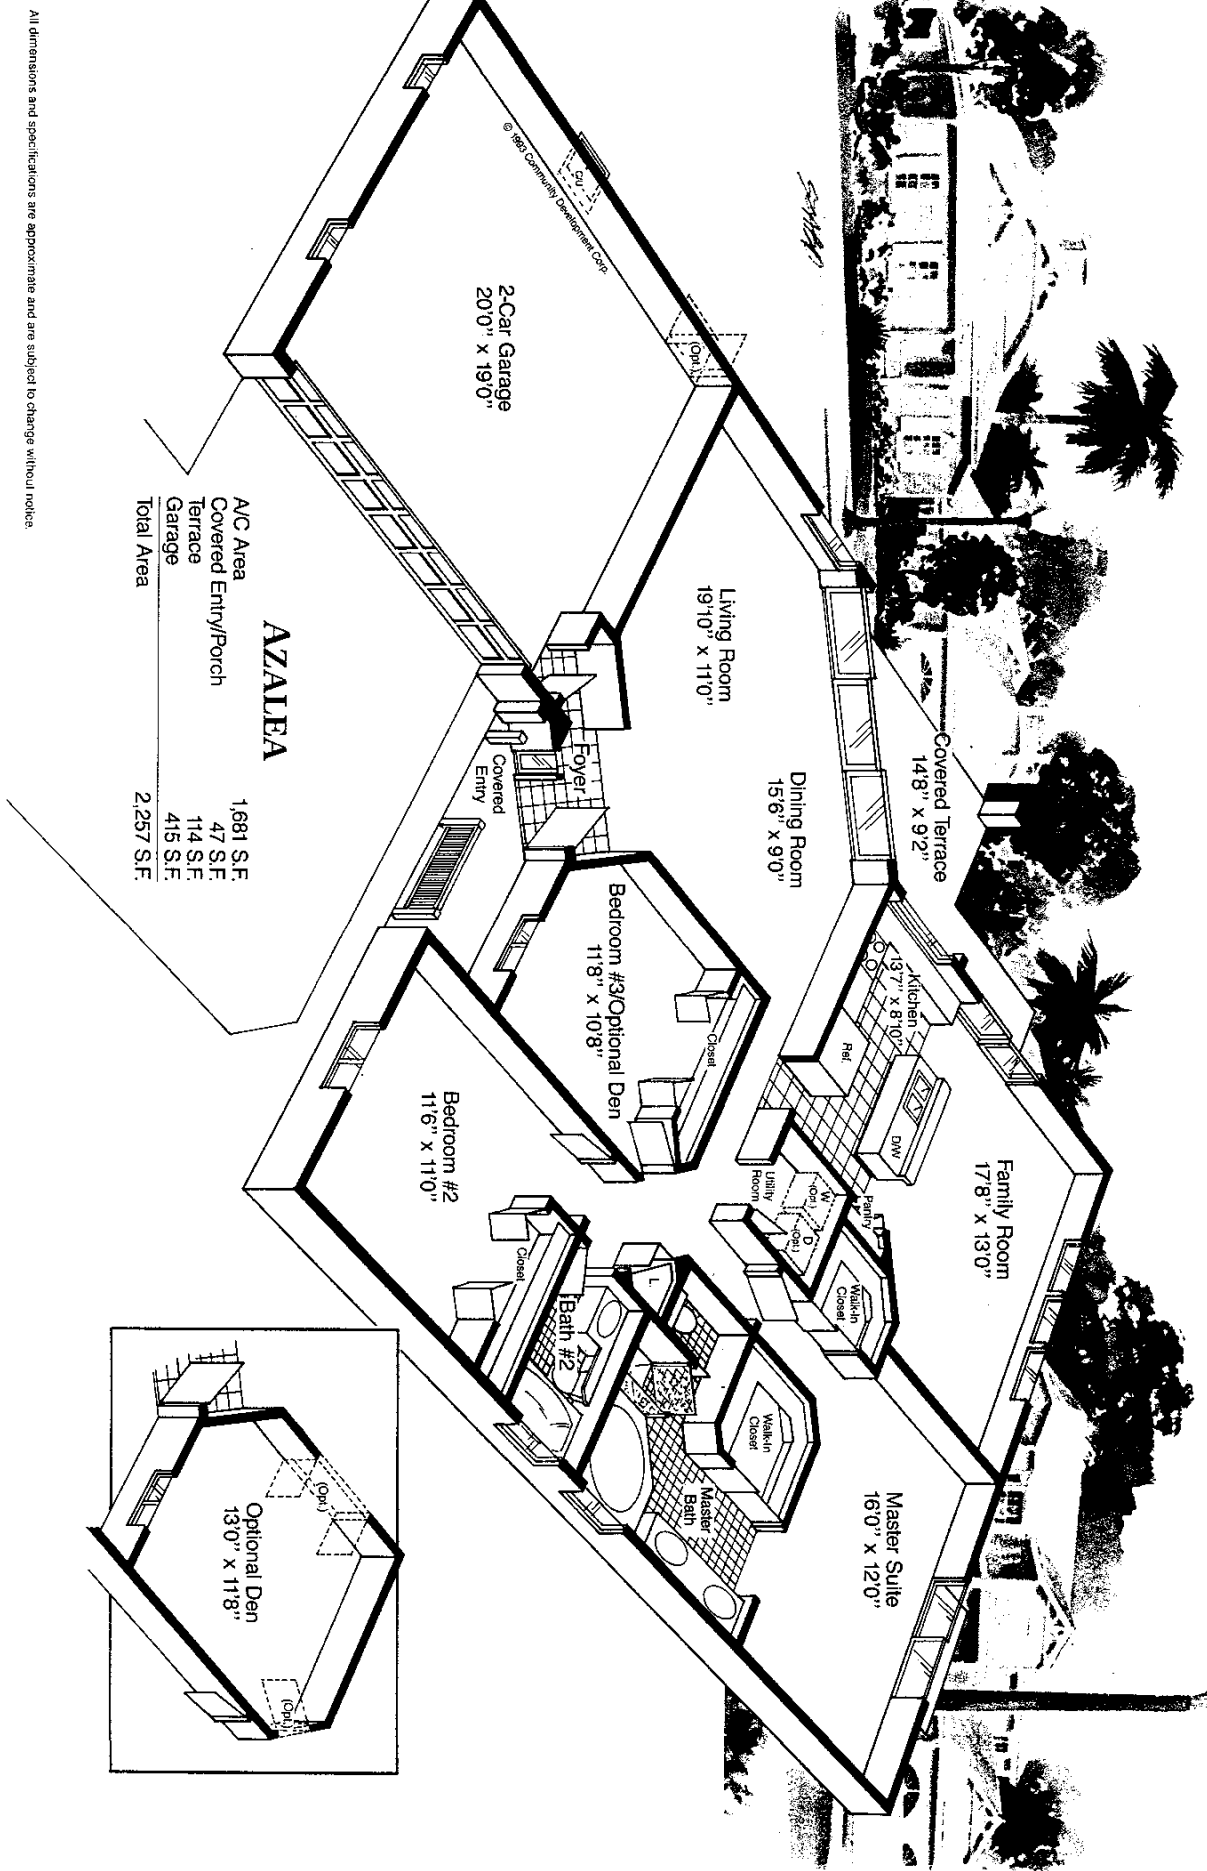 Covered Terrace
14'8" x 9'2"
Family Room
17'8" x 13'0"
Kitchen
13'7" x 8'10"
Master Suite
16'0" x 12'0"
D/W
Pantry
Ref.
Walk-In
Closet
W
(Opt.)
D
(Opt.)
Utility
Room
Dining Room
15'6" x 9'0"
Living Room
19'10" x 11'0"
Walk-In
Closet
Master
Bath
L
Closet
Bedroom #3/Optional Den
11'8" x 10'8"
Foyer
Bath #2
Closet
(Opt.)
C/U
© 1993 Community Development Corp.
2-Car Garage
20'0" x 19'0"
Covered
Entry
Bedroom #2
11'6" x 11'0"
AZALEA
A/C Area 1,681 S.F.
Covered Entry/Porch 47 S.F.
Terrace 114 S.F.
Garage 415 S.F.
Total Area 2,257 S.F.
(Opt.)
Optional Den
13'0" x 11'8"
(Opt.)
All dimensions and specifications are approximate and are subject to change without notice.